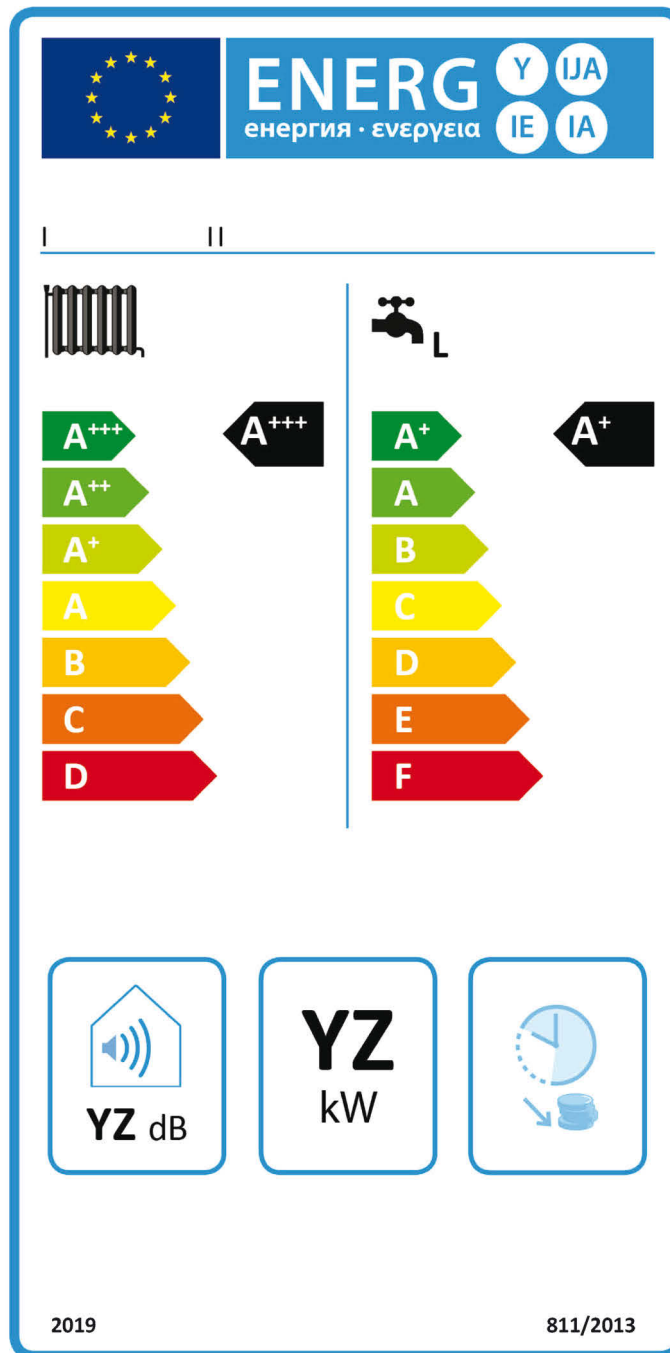 ENERG Y IJA
енергия · ενεργεια IE IA
I II
L
A+++ A+++
A++
A+
A
B
C
D
A+ A+
A
B
C
D
E
F
YZ dB
YZ
kW
2019 811/2013